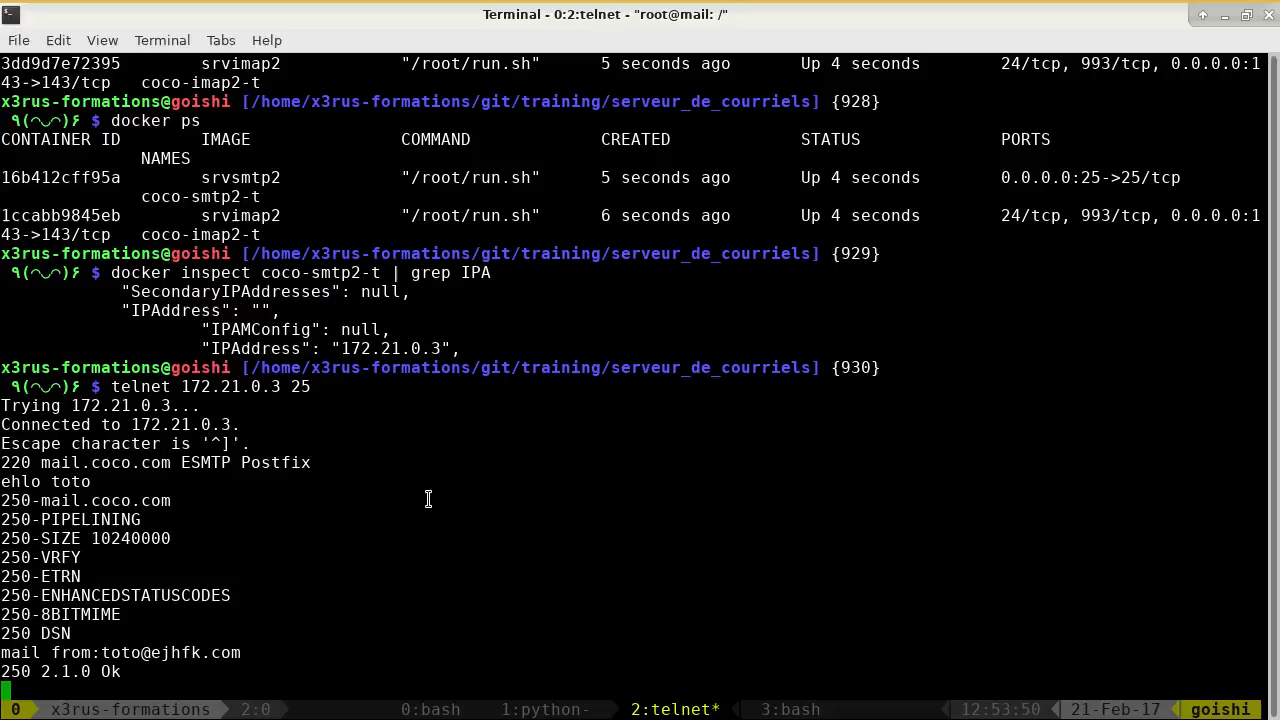 Terminal - 0:2:telnet - "root@mail: /"
File Edit View Terminal Tabs Help
3dd9d7e72395        srvimap2            "/root/run.sh"      5 seconds ago       Up 4 seconds        24/tcp, 993/tcp, 0.0.0.0:1
43->143/tcp   coco-imap2-t
x3rus-formations@goishi [/home/x3rus-formations/git/training/serveur_de_courriels] {928}
$ docker ps
CONTAINER ID        IMAGE               COMMAND             CREATED             STATUS              PORTS
NAMES
16b412cff95a        srvsmtp2            "/root/run.sh"      5 seconds ago       Up 4 seconds        0.0.0.0:25->25/tcp
coco-smtp2-t
1ccabb9845eb        srvimap2            "/root/run.sh"      6 seconds ago       Up 4 seconds        24/tcp, 993/tcp, 0.0.0.0:1
43->143/tcp   coco-imap2-t
x3rus-formations@goishi [/home/x3rus-formations/git/training/serveur_de_courriels] {929}
$ docker inspect coco-smtp2-t | grep IPA
"SecondaryIPAddresses": null,
"IPAddress": "",
"IPAMConfig": null,
"IPAddress": "172.21.0.3",
x3rus-formations@goishi [/home/x3rus-formations/git/training/serveur_de_courriels] {930}
$ telnet 172.21.0.3 25
Trying 172.21.0.3...
Connected to 172.21.0.3.
Escape character is '^]'.
220 mail.coco.com ESMTP Postfix
ehlo toto
250-mail.coco.com
250-PIPELINING
250-SIZE 10240000
250-VRFY
250-ETRN
250-ENHANCEDSTATUSCODES
250-8BITMIME
250 DSN
mail from:toto@ejhfk.com
250 2.1.0 Ok
0 x3rus-formations 2:0 0:bash 1:python- 2:telnet* 3:bash 12:53:50 21-Feb-17 goishi